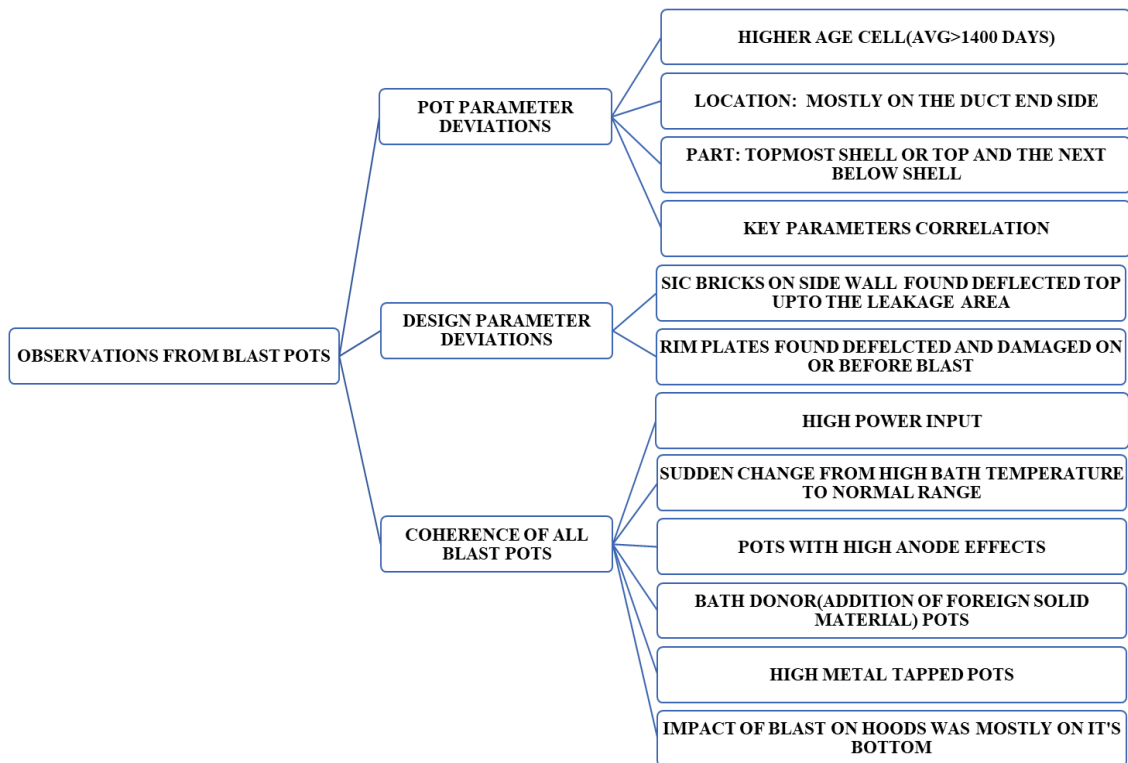 OBSERVATIONS FROM BLAST POTS
POT PARAMETER
DEVIATIONS
HIGHER AGE CELL(AVG>1400 DAYS)
LOCATION: MOSTLY ON THE DUCT END SIDE
PART: TOPMOST SHELL OR TOP AND THE NEXT
BELOW SHELL
KEY PARAMETERS CORRELATION
DESIGN PARAMETER
DEVIATIONS
SIC BRICKS ON SIDE WALL FOUND DEFLECTED TOP
UPTO THE LEAKAGE AREA
RIM PLATES FOUND DEFELCTED AND DAMAGED ON
OR BEFORE BLAST
COHERENCE OF ALL
BLAST POTS
HIGH POWER INPUT
SUDDEN CHANGE FROM HIGH BATH TEMPERATURE
TO NORMAL RANGE
POTS WITH HIGH ANODE EFFECTS
BATH DONOR(ADDITION OF FOREIGN SOLID
MATERIAL) POTS
HIGH METAL TAPPED POTS
IMPACT OF BLAST ON HOODS WAS MOSTLY ON IT'S
BOTTOM